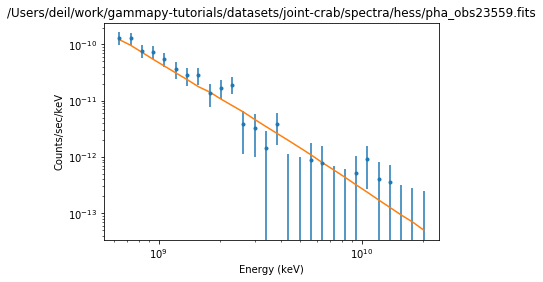 /Users/deil/work/gammapy-tutorials/datasets/joint-crab/spectra/hess/pha_obs23559.fits
10⁻¹⁰
10⁻¹¹
10⁻¹²
10⁻¹³
Counts/sec/keV
10⁹
10¹⁰
Energy (keV)